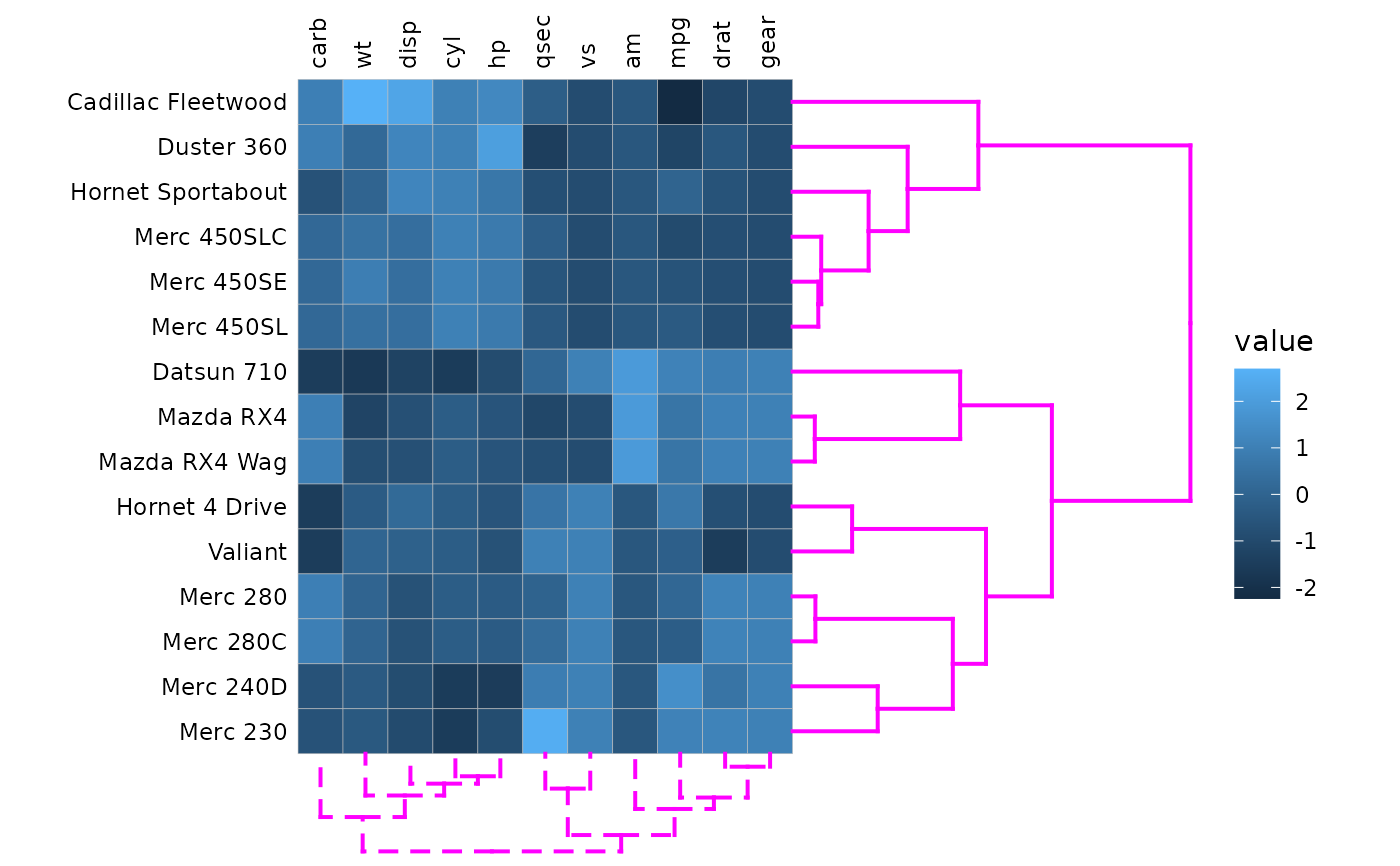 carb wt disp cyl hp qsec vs am mpg drat gear
Cadillac Fleetwood
Duster 360
Hornet Sportabout
Merc 450SLC
Merc 450SE
Merc 450SL
Datsun 710
Mazda RX4
Mazda RX4 Wag
Hornet 4 Drive
Valiant
Merc 280
Merc 280C
Merc 240D
Merc 230
value
2
1
0
-1
-2